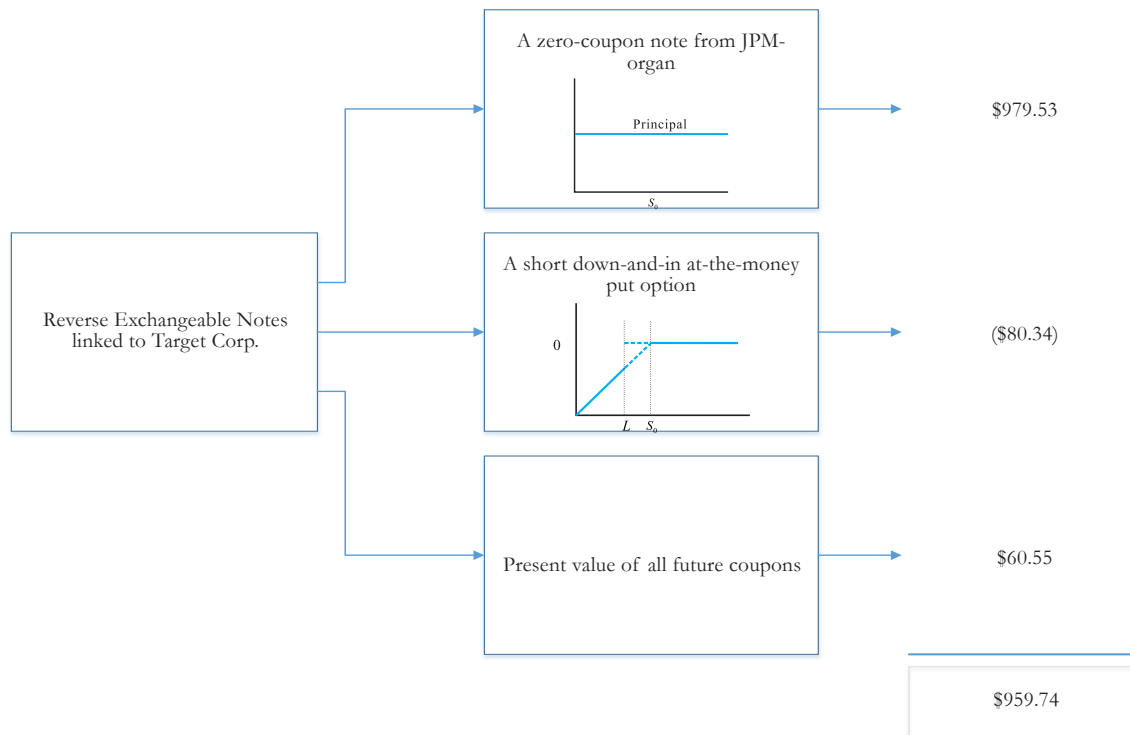 A zero-coupon note from JPM-
organ
Principal
S₀
$979.53
Reverse Exchangeable Notes
linked to Target Corp.
A short down-and-in at-the-money
put option
0
L S₀
($80.34)
Present value of all future coupons
$60.55
$959.74